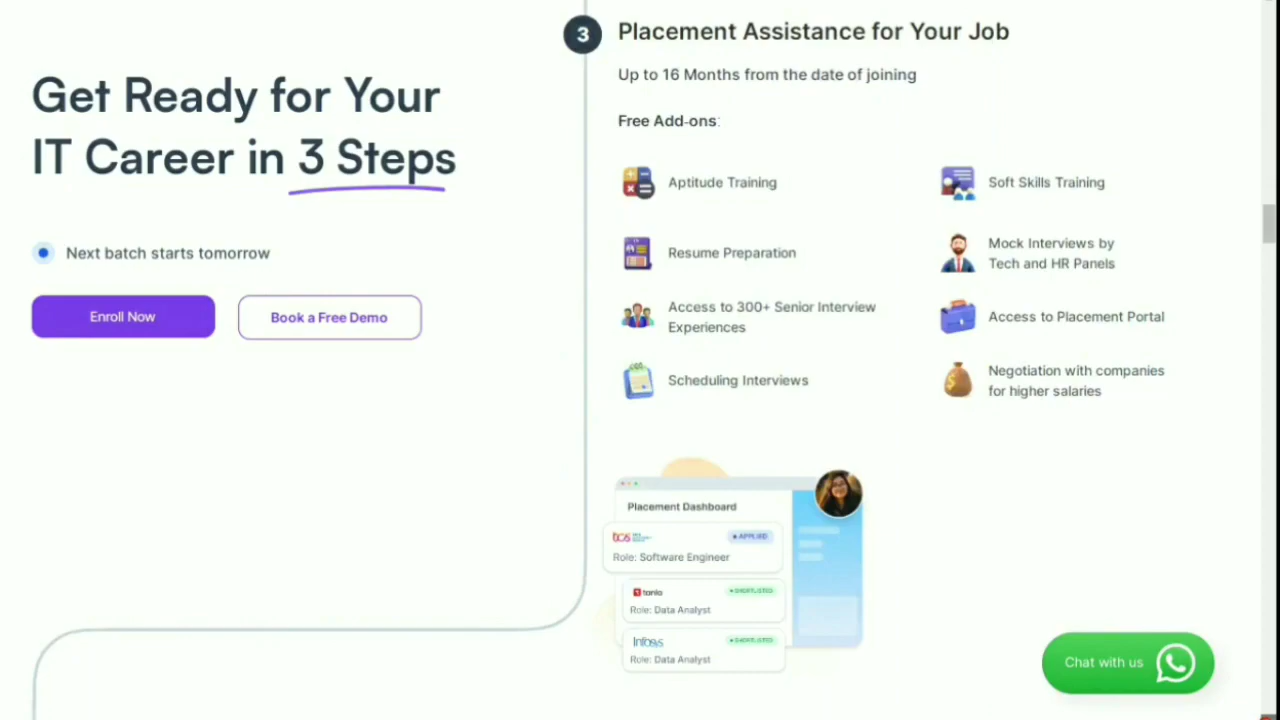 Get Ready for Your
IT Career in 3 Steps
Next batch starts tomorrow
Enroll Now
Book a Free Demo
3
Placement Assistance for Your Job
Up to 16 Months from the date of joining
Free Add-ons:
Aptitude Training
Soft Skills Training
Resume Preparation
Mock Interviews by
Tech and HR Panels
Access to 300+ Senior Interview
Experiences
Access to Placement Portal
Scheduling Interviews
Negotiation with companies
for higher salaries
Placement Dashboard
tcs
APPLIED
Role: Software Engineer
SHORTLISTED
Role: Data Analyst
Infosys
SHORTLISTED
Role: Data Analyst
Chat with us